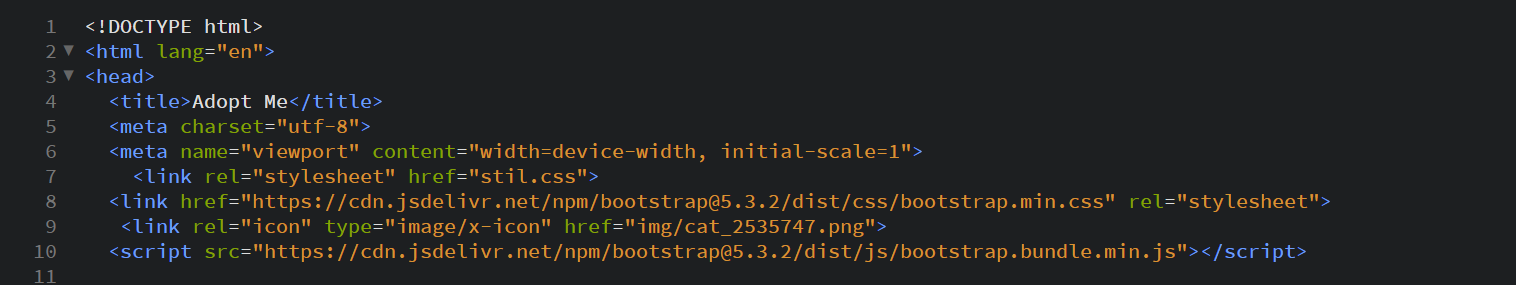 1 <!DOCTYPE html>
2 <html lang="en">
3 <head>
4 <title>Adopt Me</title>
5 <meta charset="utf-8">
6 <meta name="viewport" content="width=device-width, initial-scale=1">
7 <link rel="stylesheet" href="stil.css">
8 <link href="https://cdn.jsdelivr.net/npm/bootstrap@5.3.2/dist/css/bootstrap.min.css" rel="stylesheet">
9 <link rel="icon" type="image/x-icon" href="img/cat_2535747.png">
10 <script src="https://cdn.jsdelivr.net/npm/bootstrap@5.3.2/dist/js/bootstrap.bundle.min.js"></script>
11